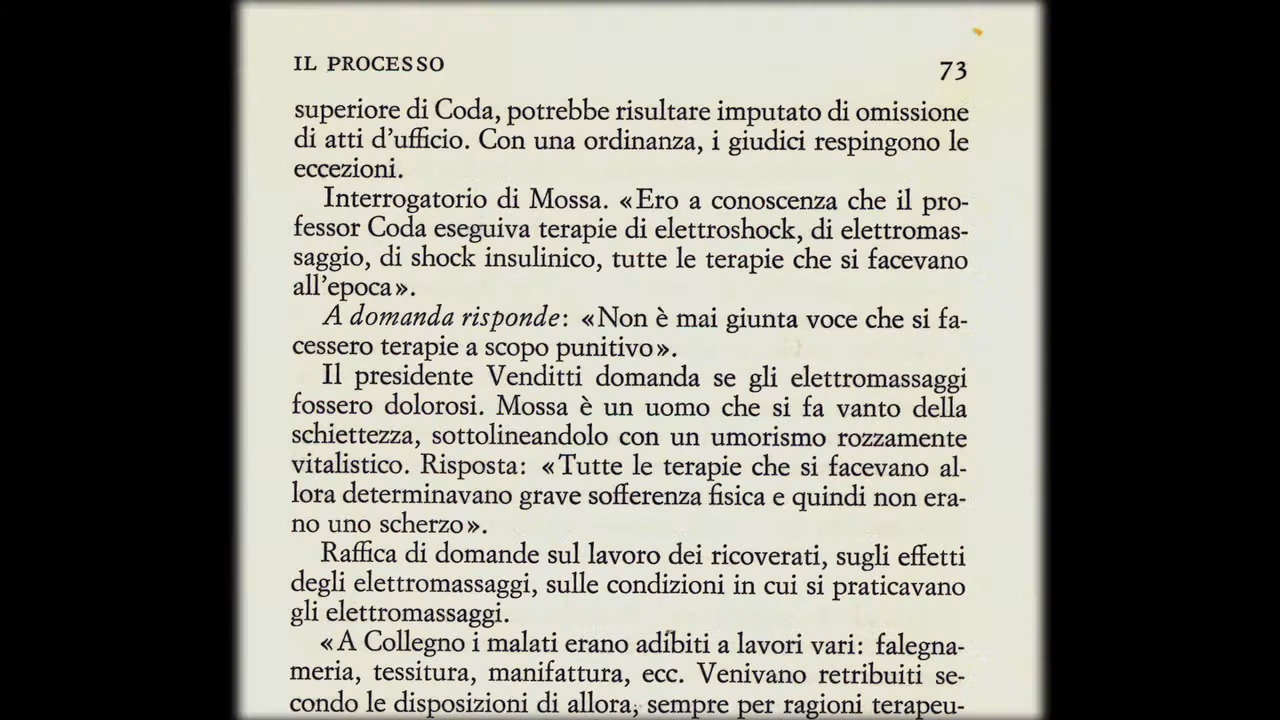 IL PROCESSO 73
superiore di Coda, potrebbe risultare imputato di omissione
di atti d'ufficio. Con una ordinanza, i giudici respingono le
eccezioni.
Interrogatorio di Mossa. «Ero a conoscenza che il pro-
fessor Coda eseguiva terapie di elettroshock, di elettromas-
saggio, di shock insulinico, tutte le terapie che si facevano
all'epoca».
A domanda risponde: «Non è mai giunta voce che si fa-
cessero terapie a scopo punitivo».
Il presidente Venditti domanda se gli elettromassaggi
fossero dolorosi. Mossa è un uomo che si fa vanto della
schiettezza, sottolineandolo con un umorismo rozzamente
vitalistico. Risposta: «Tutte le terapie che si facevano al-
lora determinavano grave sofferenza fisica e quindi non era-
no uno scherzo».
Raffica di domande sul lavoro dei ricoverati, sugli effetti
degli elettromassaggi, sulle condizioni in cui si praticavano
gli elettromassaggi.
«A Collegno i malati erano adibiti a lavori vari: falegna-
meria, tessitura, manifattura, ecc. Venivano retribuiti se-
condo le disposizioni di allora, sempre per ragioni terapeu-